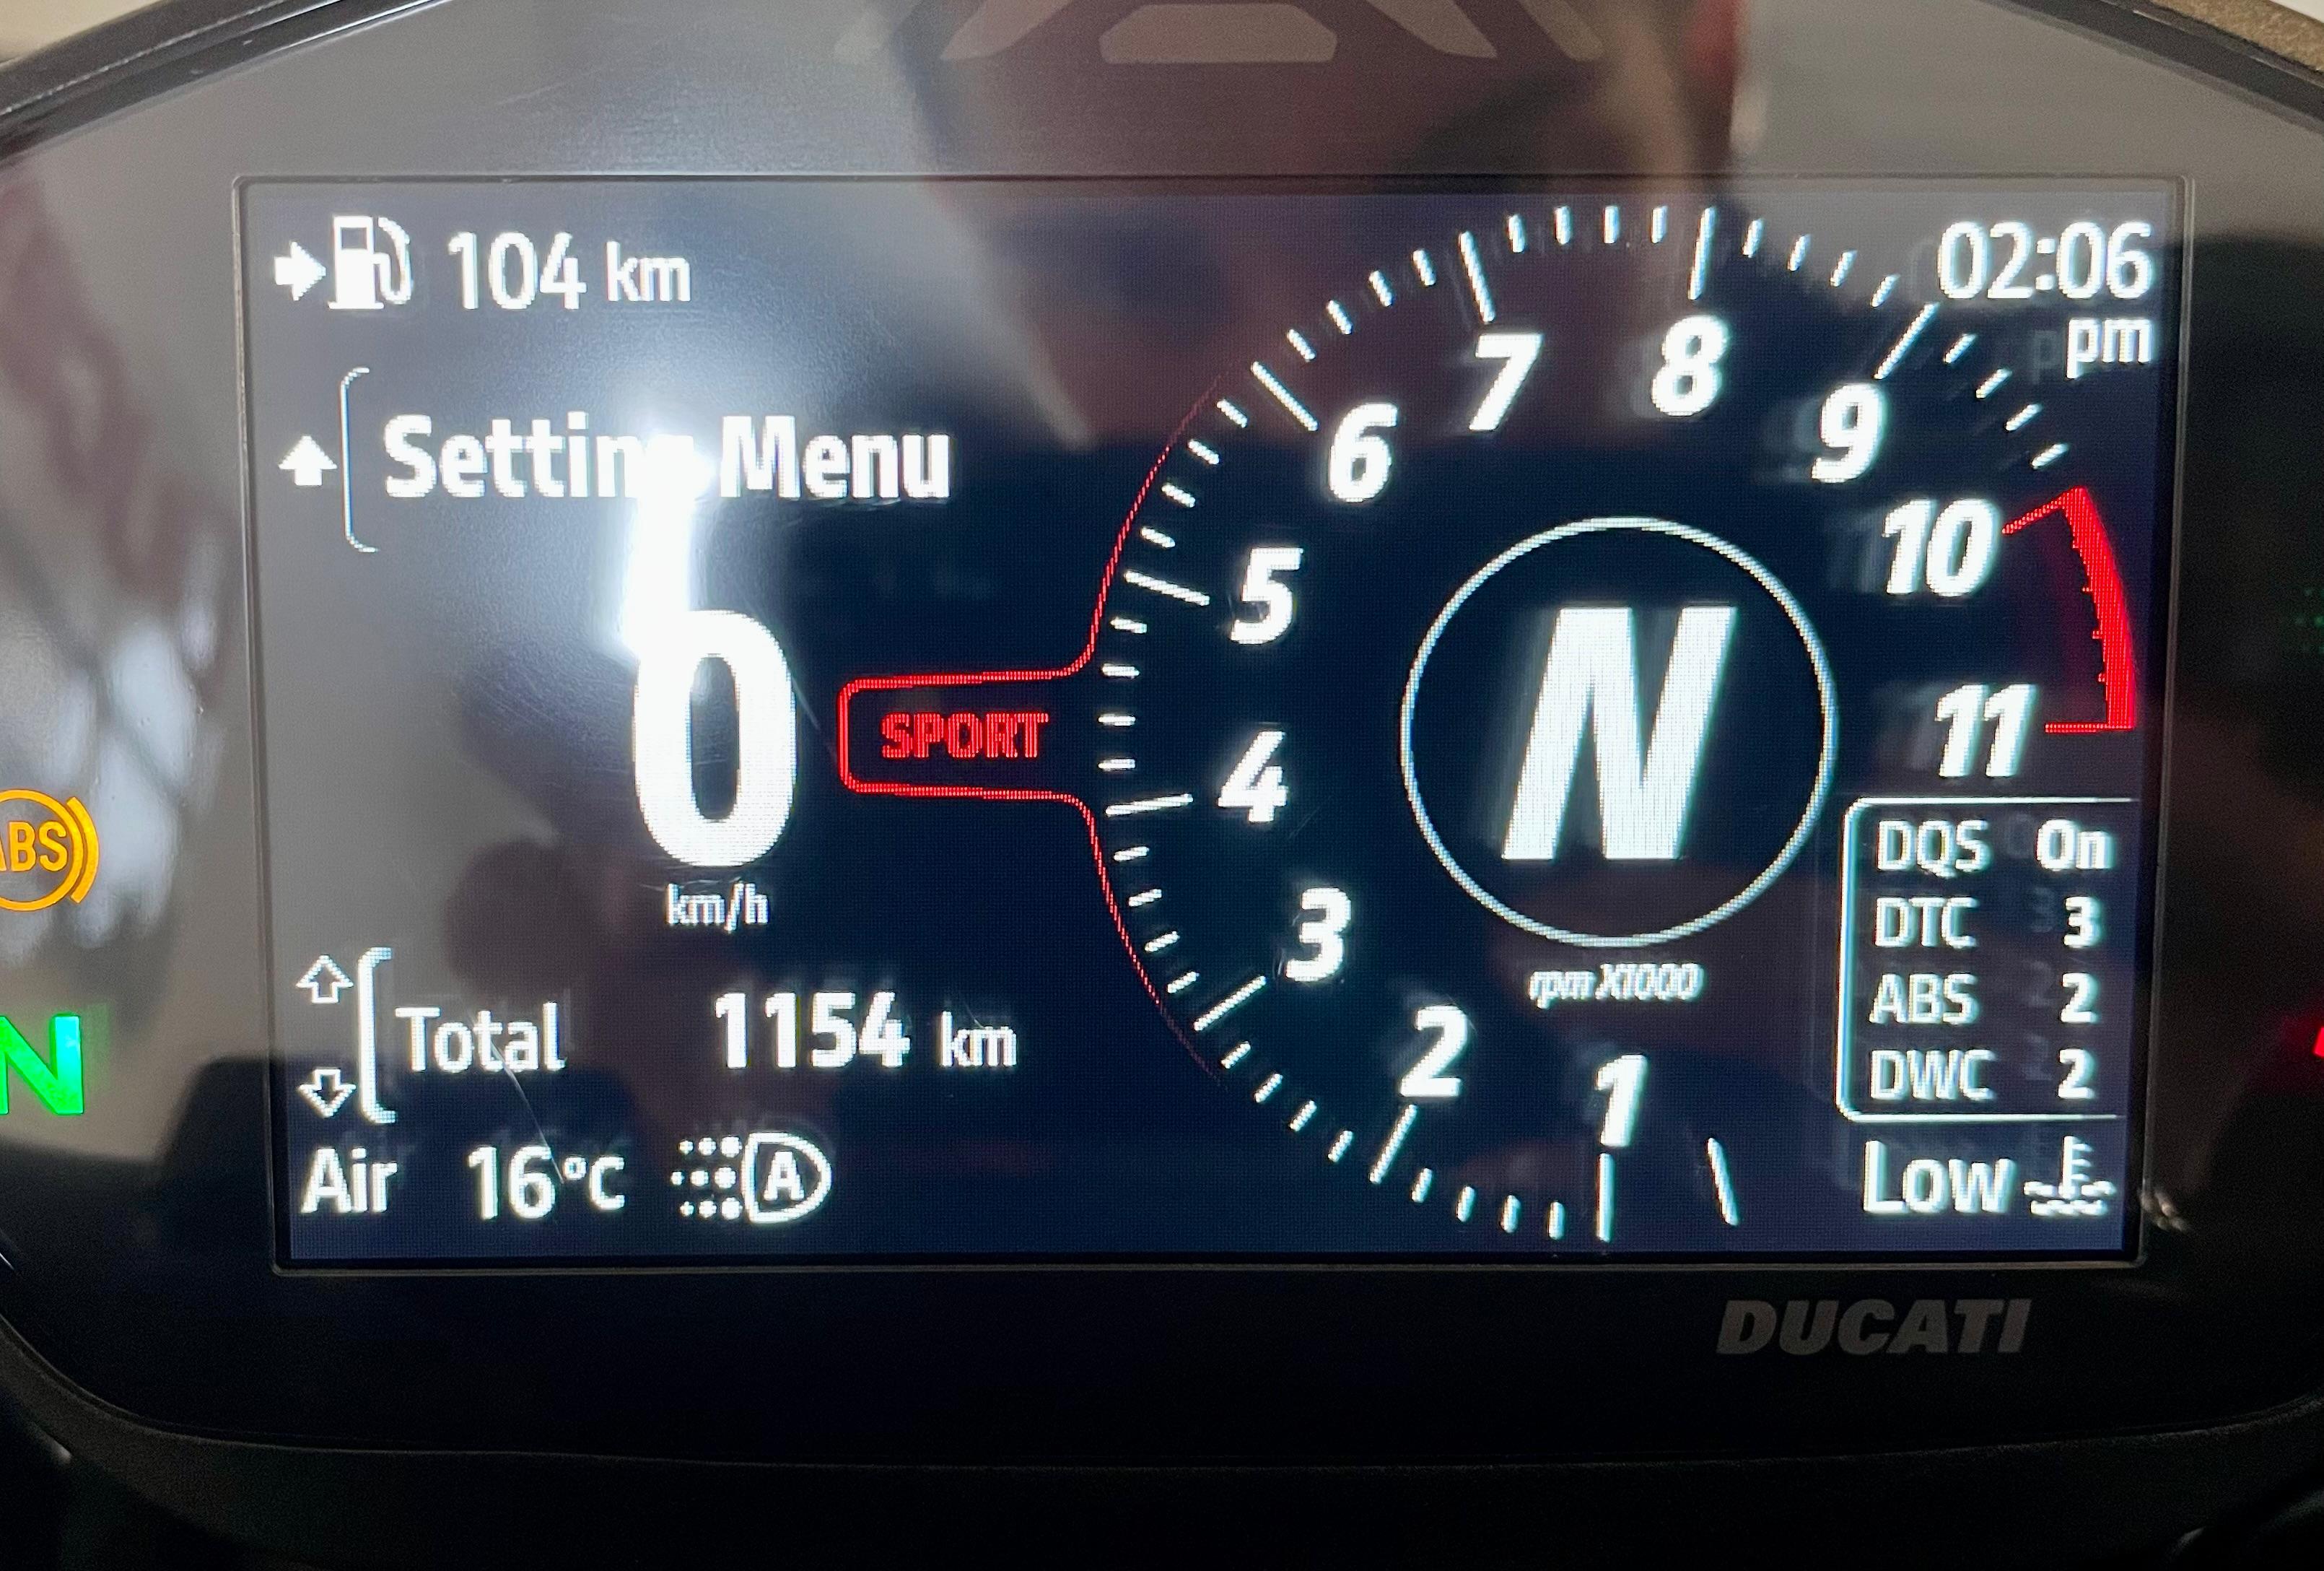 104 km
02:06
pm
Setting Menu
7
8
6
9
5
10
0
SPORT
N
11
4
km/h
ABS
DQS On
3
DTC 3
rpm X1000
ABS 2
Total 1154 km
2
N
1
DWC 2
Air 16°C A
Low
DUCATI